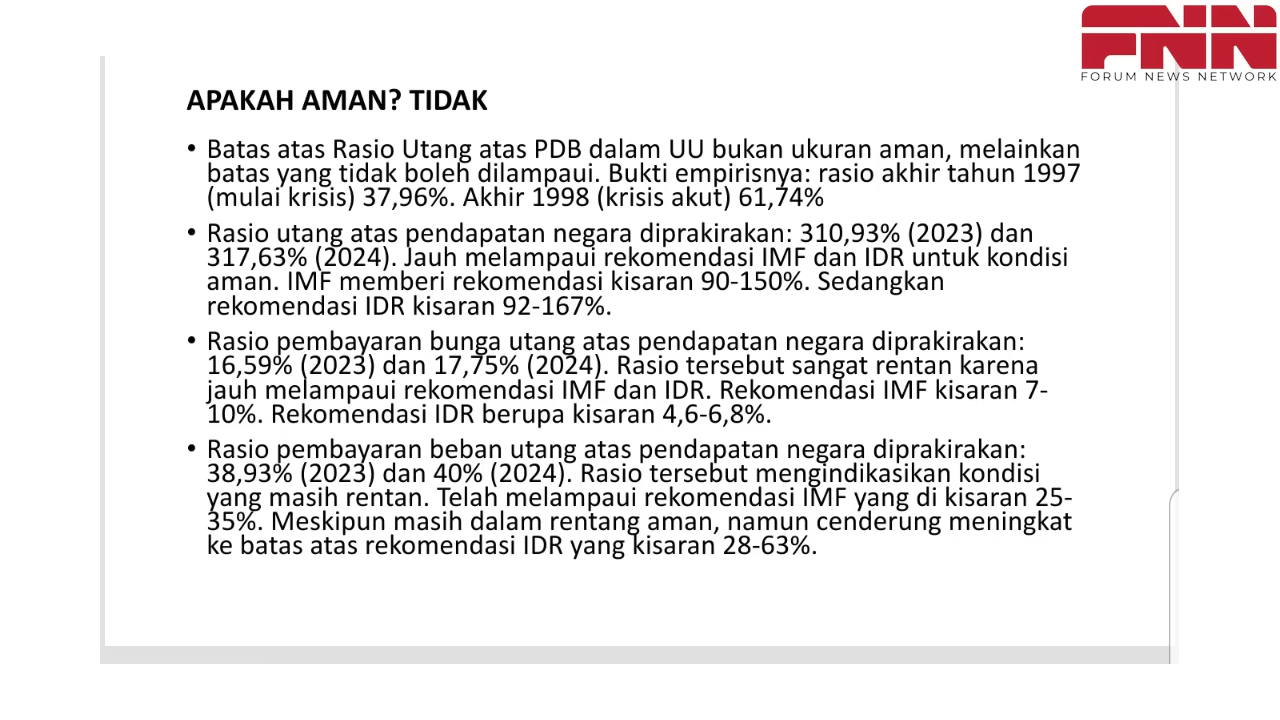 FNN
FORUM NEWS NETWORK
APAKAH AMAN? TIDAK
• Batas atas Rasio Utang atas PDB dalam UU bukan ukuran aman, melainkan
batas yang tidak boleh dilampaui. Bukti empirisnya: rasio akhir tahun 1997
(mulai krisis) 37,96%. Akhir 1998 (krisis akut) 61,74%
• Rasio utang atas pendapatan negara diprakirakan: 310,93% (2023) dan
317,63% (2024). Jauh melampaui rekomendasi IMF dan IDR untuk kondisi
aman. IMF memberi rekomendasi kisaran 90-150%. Sedangkan
rekomendasi IDR kisaran 92-167%.
• Rasio pembayaran bunga utang atas pendapatan negara diprakirakan:
16,59% (2023) dan 17,75% (2024). Rasio tersebut sangat rentan karena
jauh melampaui rekomendasi IMF dan IDR. Rekomendasi IMF kisaran 7-
10%. Rekomendasi IDR berupa kisaran 4,6-6,8%.
• Rasio pembayaran beban utang atas pendapatan negara diprakirakan:
38,93% (2023) dan 40% (2024). Rasio tersebut mengindikasikan kondisi
yang masih rentan. Telah melampaui rekomendasi IMF yang di kisaran 25-
35%. Meskipun masih dalam rentang aman, namun cenderung meningkat
ke batas atas rekomendasi IDR yang kisaran 28-63%.